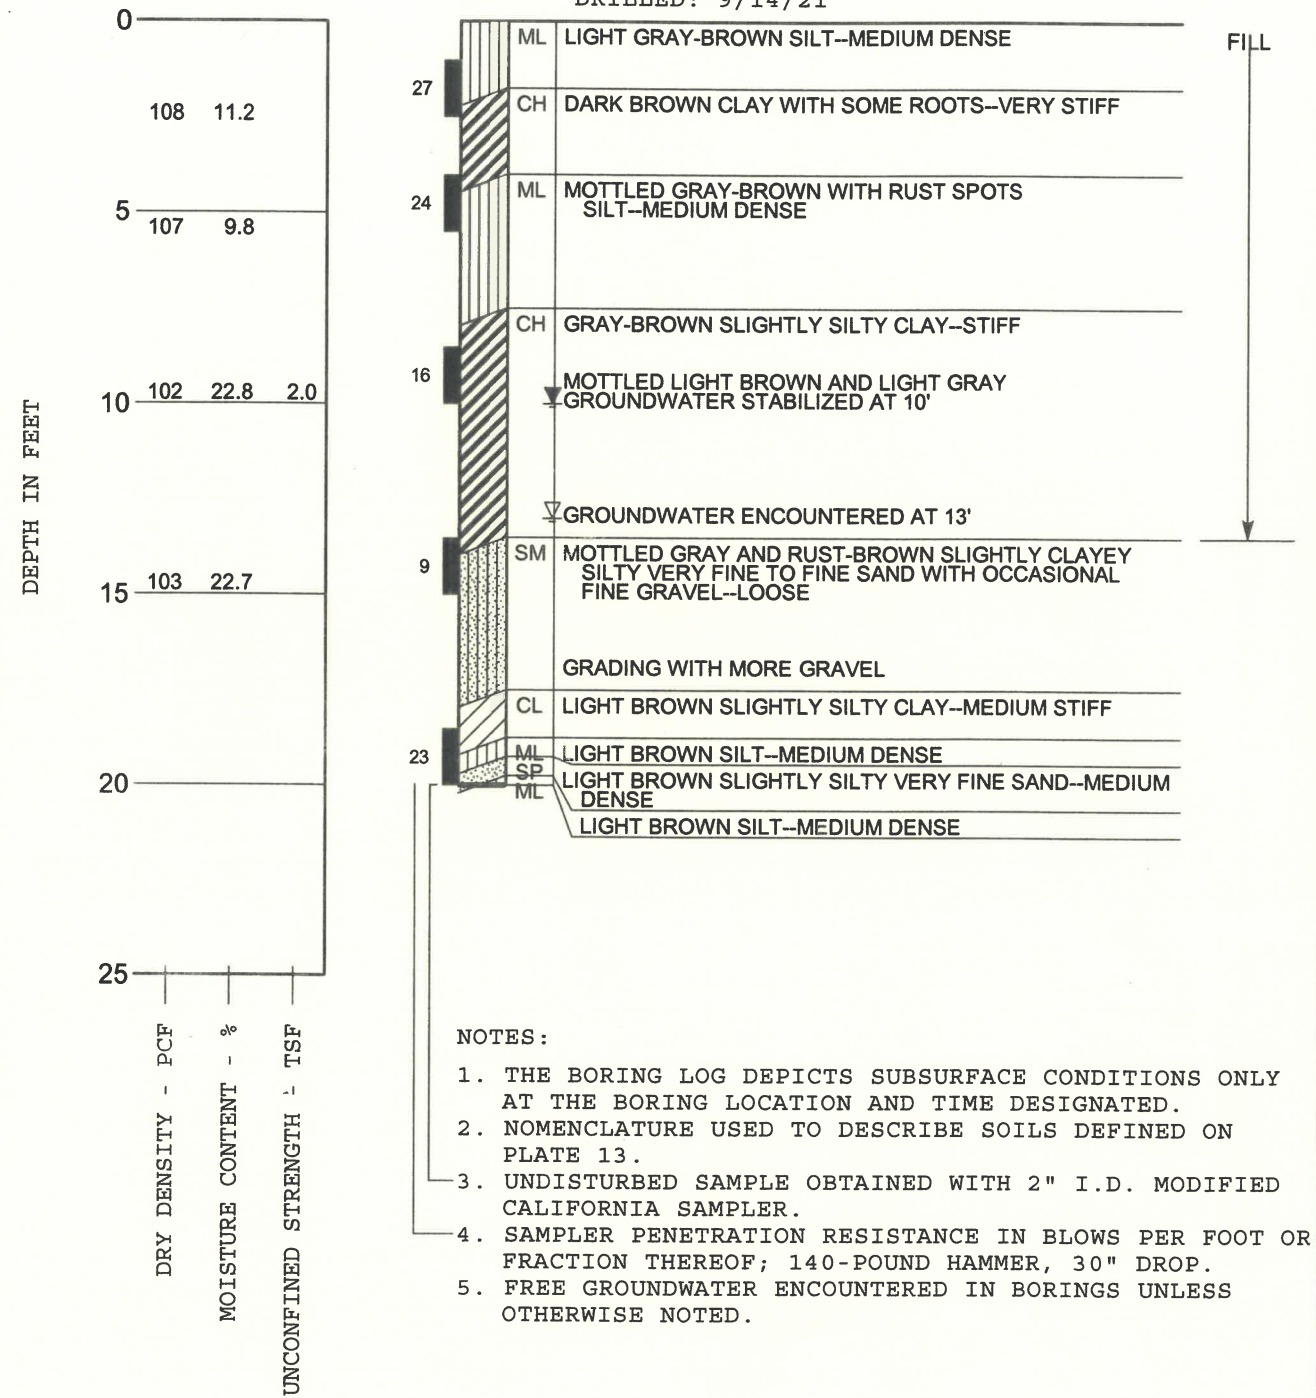 DRILLED: 9/14/21
0
ML LIGHT GRAY-BROWN SILT--MEDIUM DENSE
FILL
27
108 11.2
CH DARK BROWN CLAY WITH SOME ROOTS--VERY STIFF
24
ML MOTTLED GRAY-BROWN WITH RUST SPOTS
SILT--MEDIUM DENSE
5
107 9.8
CH GRAY-BROWN SLIGHTLY SILTY CLAY--STIFF
16
MOTTLED LIGHT BROWN AND LIGHT GRAY
10
102 22.8 2.0
GROUNDWATER STABILIZED AT 10'
GROUNDWATER ENCOUNTERED AT 13'
9
SM MOTTLED GRAY AND RUST-BROWN SLIGHTLY CLAYEY
SILTY VERY FINE TO FINE SAND WITH OCCASIONAL
FINE GRAVEL--LOOSE
15
103 22.7
GRADING WITH MORE GRAVEL
CL LIGHT BROWN SLIGHTLY SILTY CLAY--MEDIUM STIFF
23
ML LIGHT BROWN SILT--MEDIUM DENSE
20
SP LIGHT BROWN SLIGHTLY SILTY VERY FINE SAND--MEDIUM
DENSE
ML LIGHT BROWN SILT--MEDIUM DENSE
25
DEPTH IN FEET
DRY DENSITY - PCF
MOISTURE CONTENT - %
UNCONFINED STRENGTH - TSF
NOTES:
1. THE BORING LOG DEPICTS SUBSURFACE CONDITIONS ONLY
AT THE BORING LOCATION AND TIME DESIGNATED.
2. NOMENCLATURE USED TO DESCRIBE SOILS DEFINED ON
PLATE 13.
3. UNDISTURBED SAMPLE OBTAINED WITH 2" I.D. MODIFIED
CALIFORNIA SAMPLER.
4. SAMPLER PENETRATION RESISTANCE IN BLOWS PER FOOT OR
FRACTION THEREOF; 140-POUND HAMMER, 30" DROP.
5. FREE GROUNDWATER ENCOUNTERED IN BORINGS UNLESS
OTHERWISE NOTED.